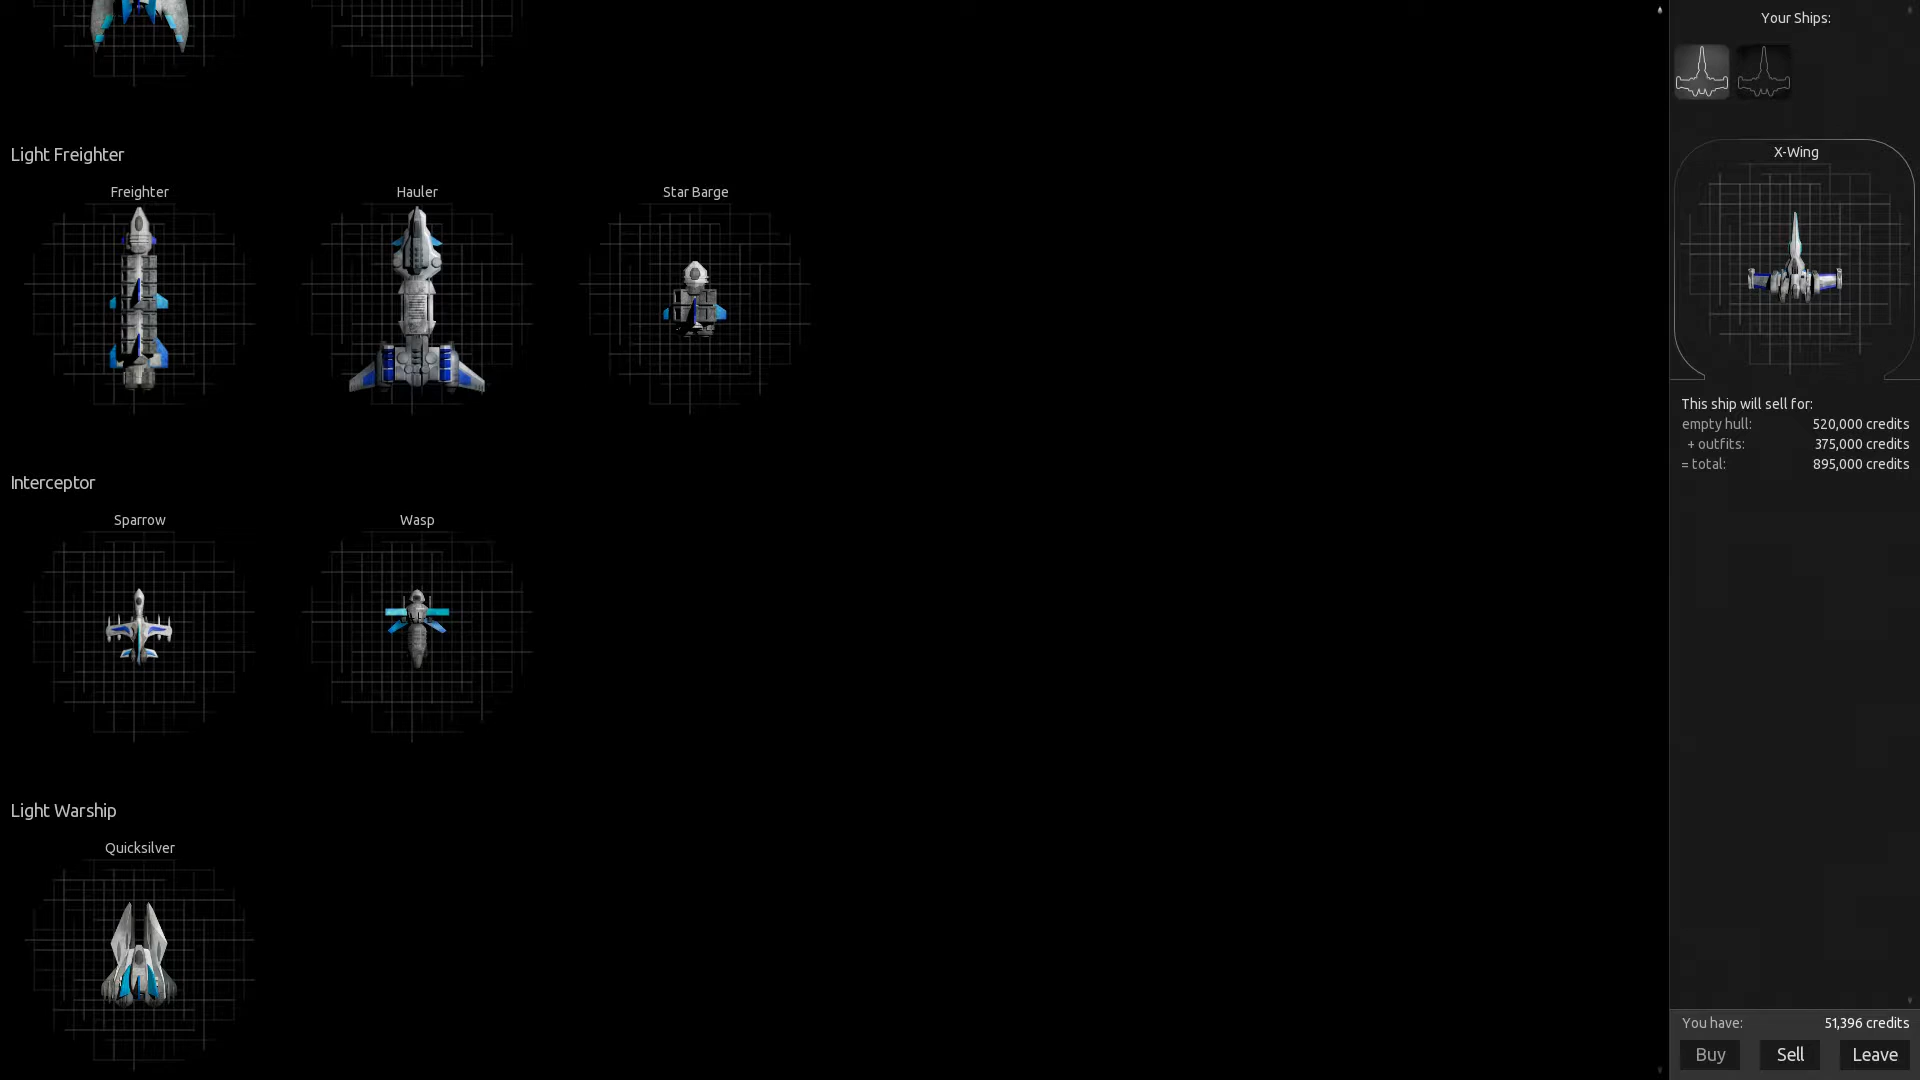 Your Ships:
Light Freighter
Freighter
Hauler
Star Barge
X-Wing
This ship will sell for:
empty hull: 520,000 credits
+ outfits: 375,000 credits
= total: 895,000 credits
Interceptor
Sparrow
Wasp
Light Warship
Quicksilver
You have: 51,396 credits
Buy Sell Leave